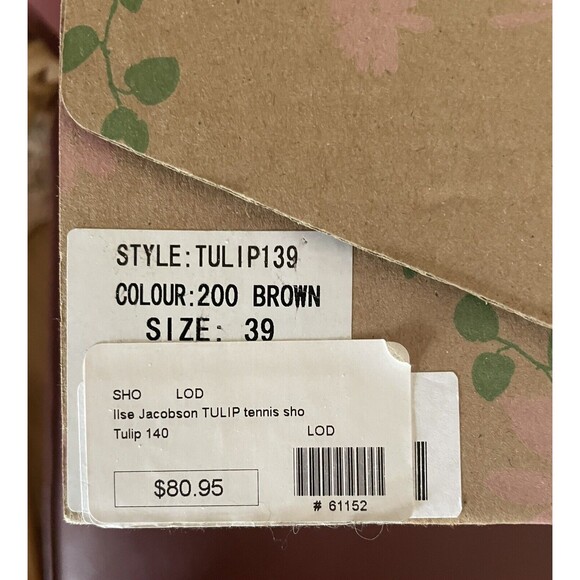 STYLE:TULIP139
COLOUR:200 BROWN
SIZE: 39
SHO LOD
Ilse Jacobson TULIP tennis sho
Tulip 140
LOD
$80.95
# 61152